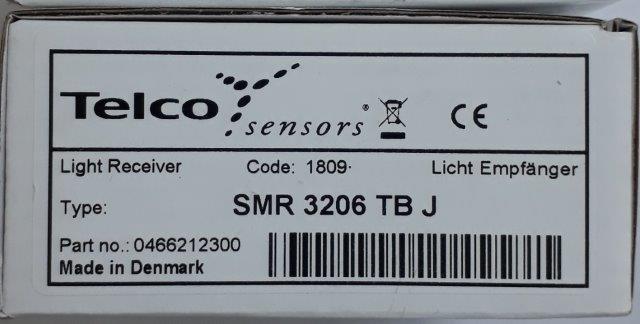 Telco sensors®
CE
Light Receiver Code: 1809 Licht Empfänger
Type: SMR 3206 TB J
Part no.: 0466212300
Made in Denmark